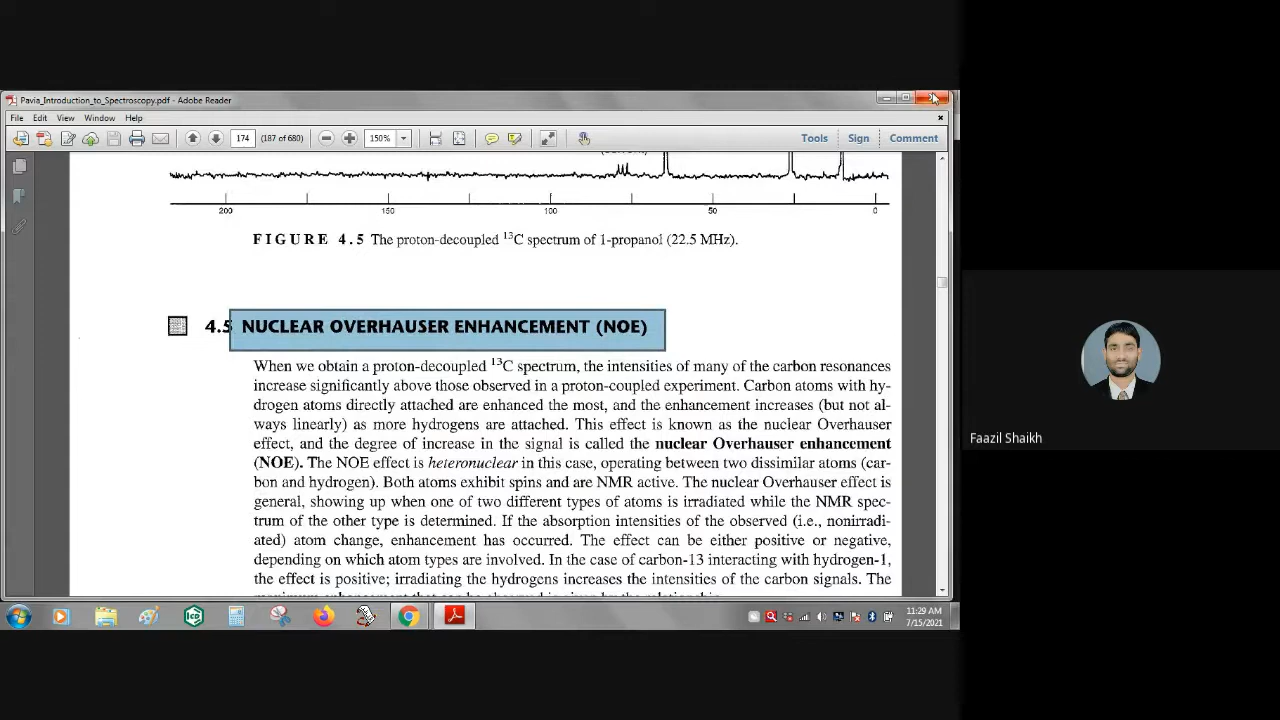 Pavia_Introduction_to_Spectroscopy.pdf - Adobe Reader
File Edit View Window Help
174 (187 of 680) 150% Tools Sign Comment
200 150 100 50 0
FIGURE 4.5 The proton-decoupled 13C spectrum of 1-propanol (22.5 MHz).
4.5 NUCLEAR OVERHAUSER ENHANCEMENT (NOE)
When we obtain a proton-decoupled 13C spectrum, the intensities of many of the carbon resonances
increase significantly above those observed in a proton-coupled experiment. Carbon atoms with hy-
drogen atoms directly attached are enhanced the most, and the enhancement increases (but not al-
ways linearly) as more hydrogens are attached. This effect is known as the nuclear Overhauser
effect, and the degree of increase in the signal is called the nuclear Overhauser enhancement
(NOE). The NOE effect is heteronuclear in this case, operating between two dissimilar atoms (car-
bon and hydrogen). Both atoms exhibit spins and are NMR active. The nuclear Overhauser effect is
general, showing up when one of two different types of atoms is irradiated while the NMR spec-
trum of the other type is determined. If the absorption intensities of the observed (i.e., nonirradi-
ated) atom change, enhancement has occurred. The effect can be either positive or negative,
depending on which atom types are involved. In the case of carbon-13 interacting with hydrogen-1,
the effect is positive; irradiating the hydrogens increases the intensities of the carbon signals. The
Faazil Shaikh
11:29 AM
7/15/2021